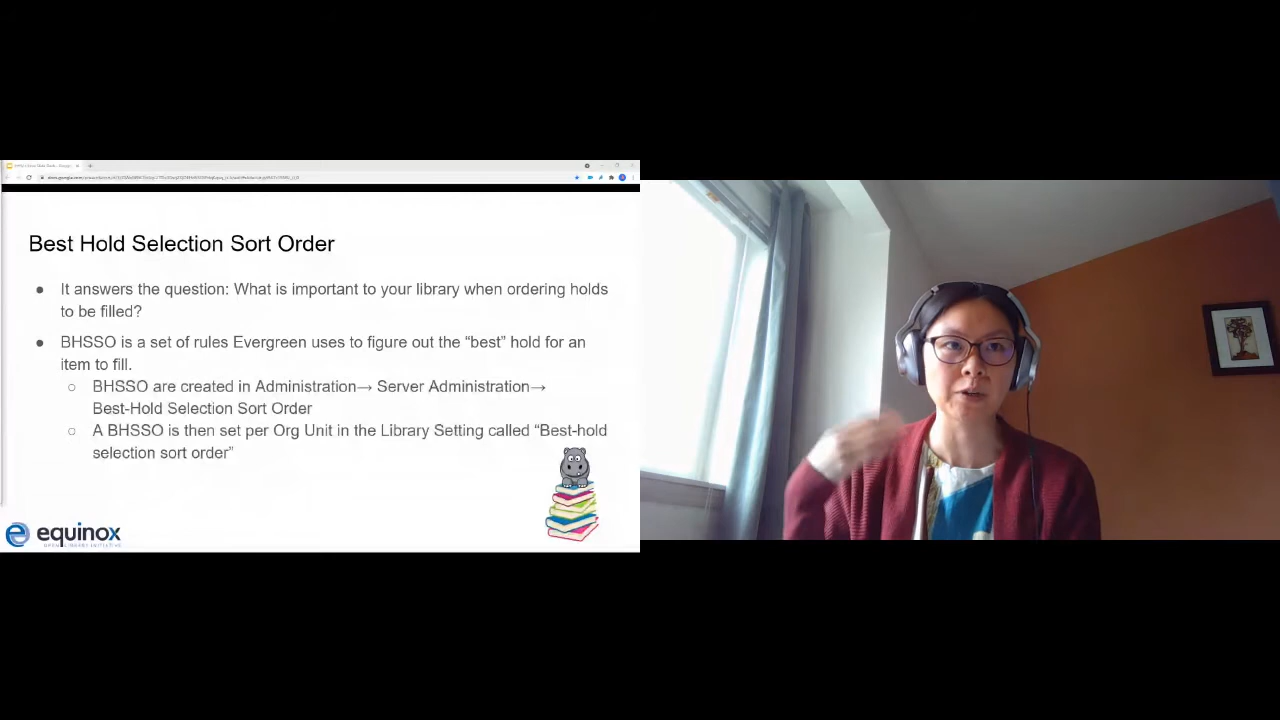 Best Hold Selection Sort Order
● It answers the question: What is important to your library when ordering holds
to be filled?
● BHSSO is a set of rules Evergreen uses to figure out the “best” hold for an
item to fill.
○ BHSSO are created in Administration→ Server Administration→
Best-Hold Selection Sort Order
○ A BHSSO is then set per Org Unit in the Library Setting called “Best-hold
selection sort order”
equinox
OPEN LIBRARY INITIATIVE